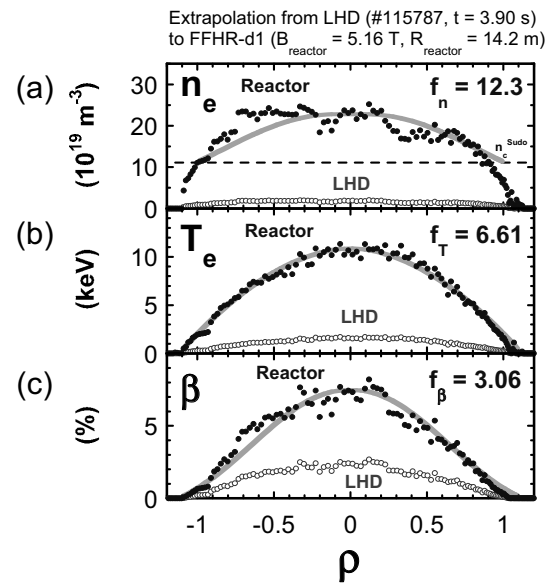 Extrapolation from LHD (#115787, t = 3.90 s)
to FFHR-d1 (B_reactor = 5.16 T, R_reactor = 14.2 m)
(a)
n_e
Reactor
f_n = 12.3
n_c^Sudo
LHD
(10^19 m^-3)
30
20
10
0
(b)
T_e
Reactor
f_T = 6.61
LHD
(keV)
10
5
0
(c)
β
Reactor
f_β = 3.06
LHD
(%)
5
0
-1 -0.5 0 0.5 1
ρ